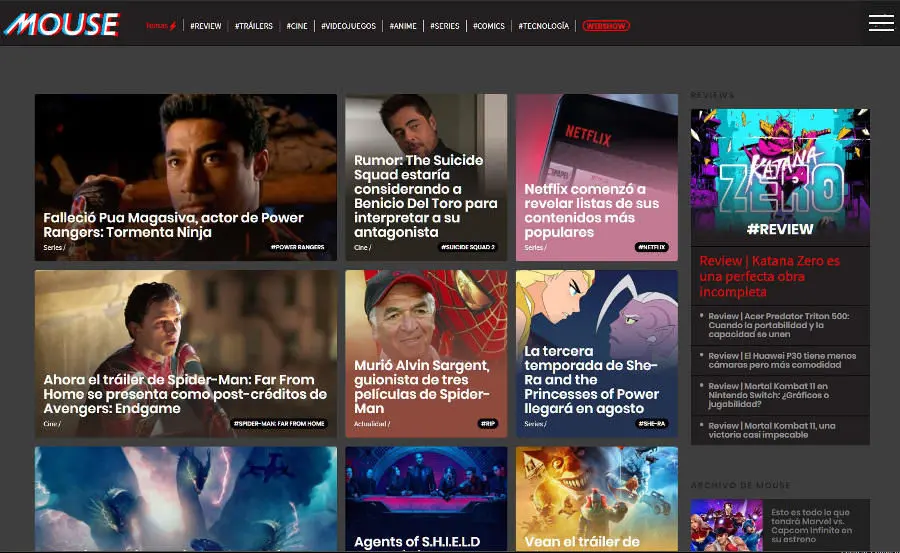 MOUSE
Temas
#REVIEW
#TRÁILERS
#CINE
#VIDEOJUEGOS
#ANIME
#SERIES
#COMICS
#TECNOLOGÍA
WEBSHOW
Falleció Pua Magasiva, actor de Power
Rangers: Tormenta Ninja
Series /
#POWER RANGERS
Rumor: The Suicide
Squad estaría
considerando a
Benicio Del Toro para
interpretar a su
antagonista
Cine /
#SUICIDE SQUAD 2
NETFLIX
Netflix comenzó a
revelar listas de sus
contenidos más
populares
Series /
#NETFLIX
REVIEWS
KATANA
ZERO
#REVIEW
Review | Katana Zero es
una perfecta obra
incompleta
Review | Acer Predator Triton 500:
Cuando la portabilidad y la
capacidad se unen
Review | El Huawei P30 tiene menos
cámaras pero más comodidad
Review | Mortal Kombat 11 en
Nintendo Switch: ¿Gráficos o
jugabilidad?
Review | Mortal Kombat 11, una
victoria casi impecable
Ahora el tráiler de Spider-Man: Far From
Home se presenta como post-créditos de
Avengers: Endgame
Cine /
#SPIDER-MAN: FAR FROM HOME
Murió Alvin Sargent,
guionista de tres
películas de Spider-
Man
Actualidad /
#RIP
La tercera
temporada de She-
Ra and the
Princesses of Power
llegará en agosto
Series /
#SHE-RA
Agents of S.H.I.E.L.D
Vean el tráiler de
ARCHIVO DE MOUSE
Esto es todo lo que
tendrá Marvel vs.
Capcom Infinite en
su estreno